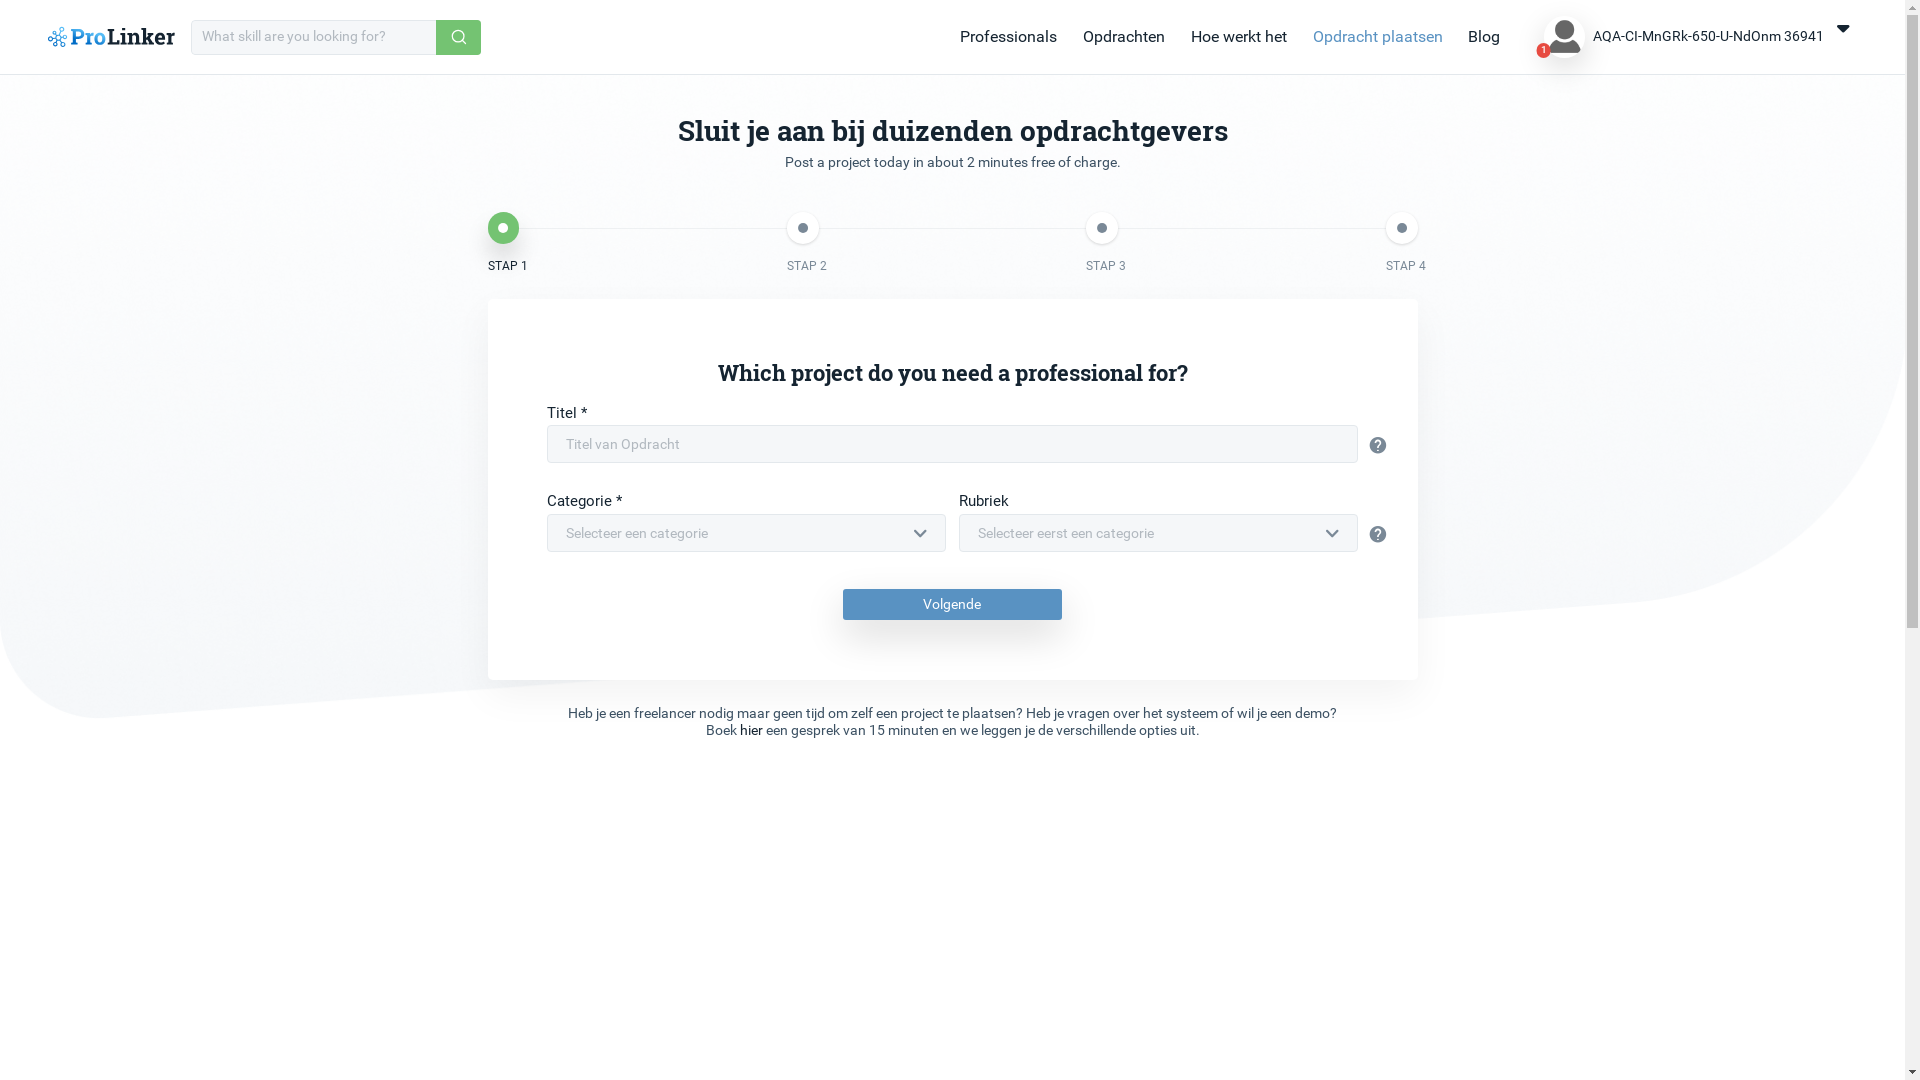 ProLinker
What skill are you looking for?
Professionals
Opdrachten
Hoe werkt het
Opdracht plaatsen
Blog
1
AQA-CI-MnGRk-650-U-NdOnm 36941
Sluit je aan bij duizenden opdrachtgevers
Post a project today in about 2 minutes free of charge.
STAP 1
STAP 2
STAP 3
STAP 4
Which project do you need a professional for?
Titel *
Titel van Opdracht
?
Categorie *
Rubriek
Selecteer een categorie
Selecteer eerst een categorie
?
Volgende
Heb je een freelancer nodig maar geen tijd om zelf een project te plaatsen? Heb je vragen over het systeem of wil je een demo?
Boek hier een gesprek van 15 minuten en we leggen je de verschillende opties uit.